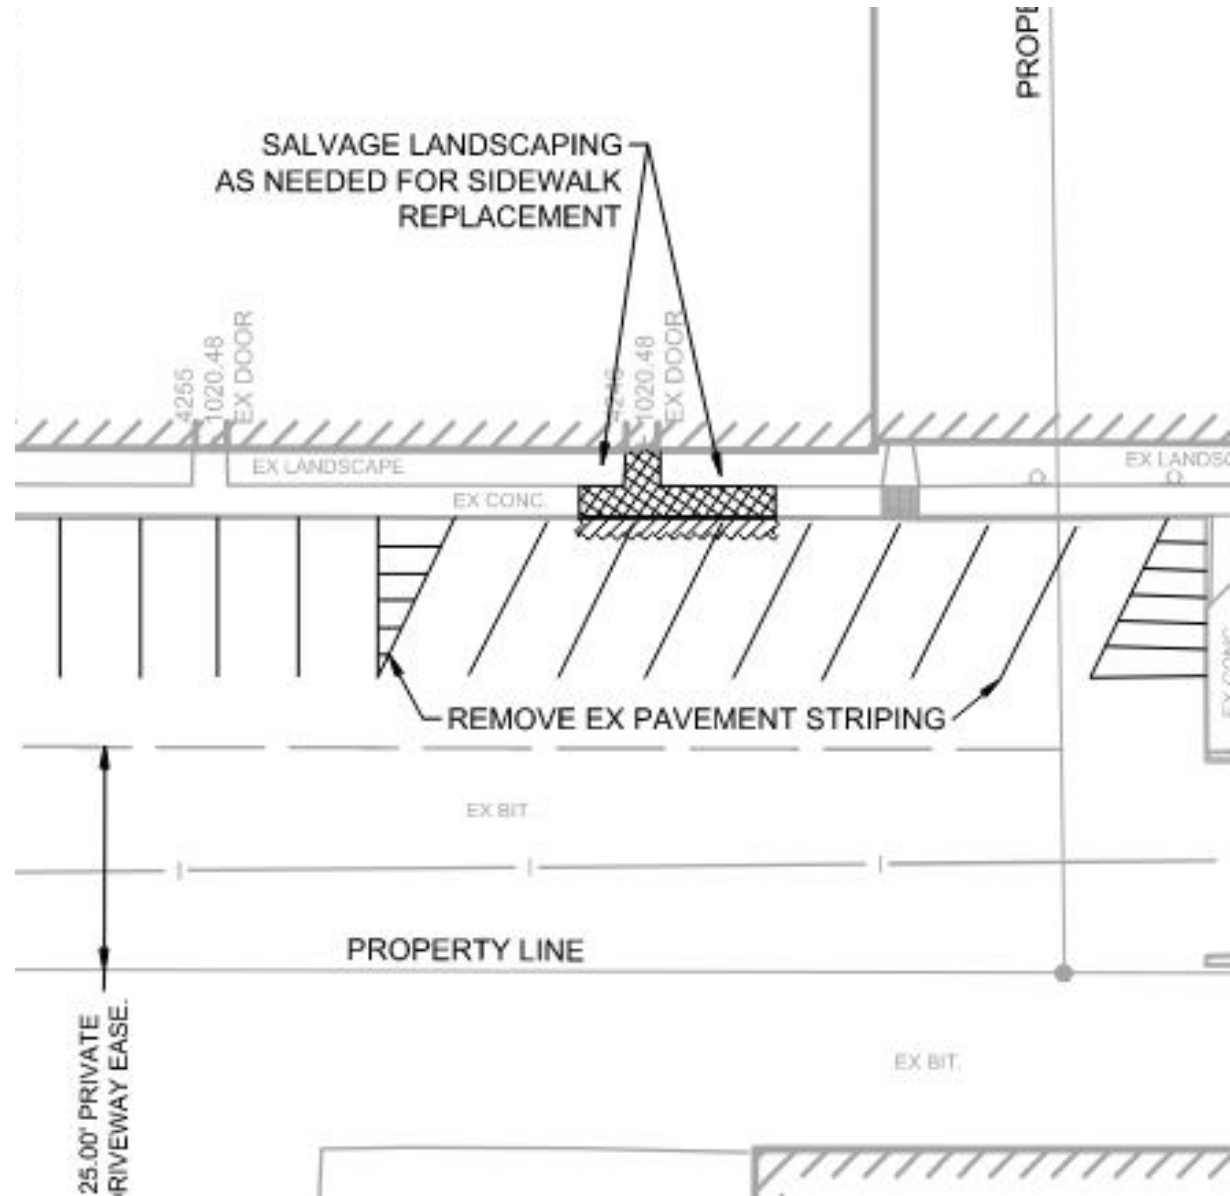 PROPE
SALVAGE LANDSCAPING
AS NEEDED FOR SIDEWALK
REPLACEMENT
4255
1020.48
EX DOOR
1020.48
EX DOOR
EX LANDSCAPE
EX LANDSC
EX CONC.
REMOVE EX PAVEMENT STRIPING
EX CONC
EX BIT.
PROPERTY LINE
25.00' PRIVATE
DRIVEWAY EASE.
EX BIT.